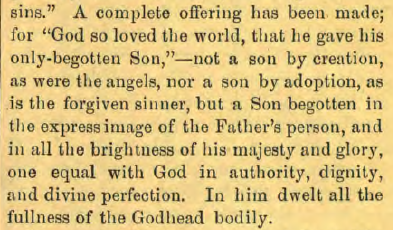 sins." A complete offering has been made;
for "God so loved the world, that he gave his
only-begotten Son,"—not a son by creation,
as were the angels, nor a son by adoption, as
is the forgiven sinner, but a Son begotten in
the express image of the Father's person, and
in all the brightness of his majesty and glory,
one equal with God in authority, dignity,
and divine perfection. In him dwelt all the
fullness of the Godhead bodily.